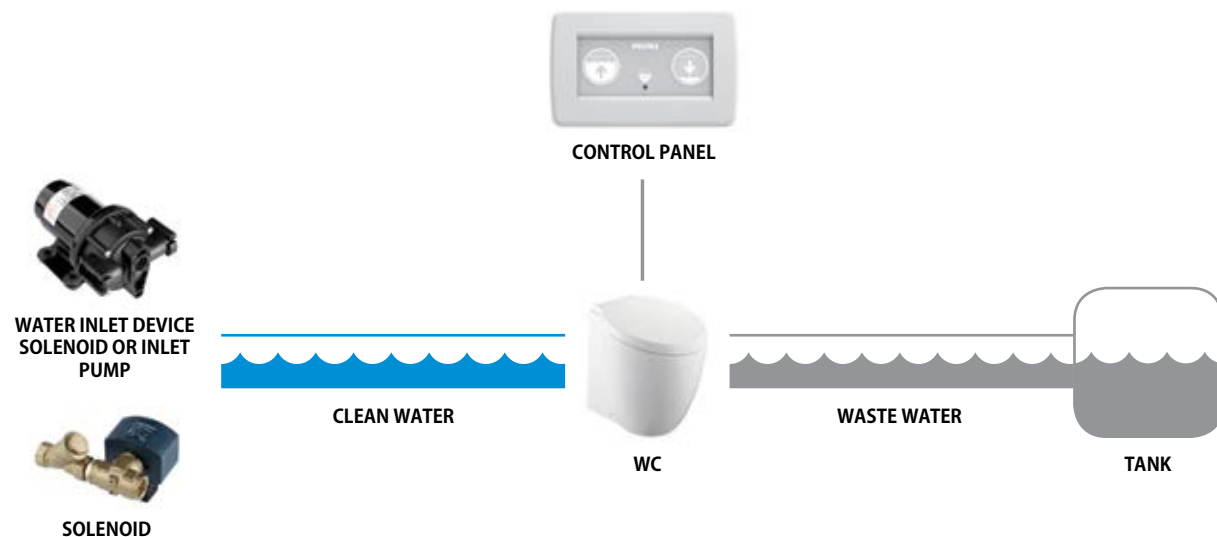 CONTROL PANEL
WATER INLET DEVICE
SOLENOID OR INLET
PUMP
CLEAN WATER
WASTE WATER
WC
TANK
SOLENOID